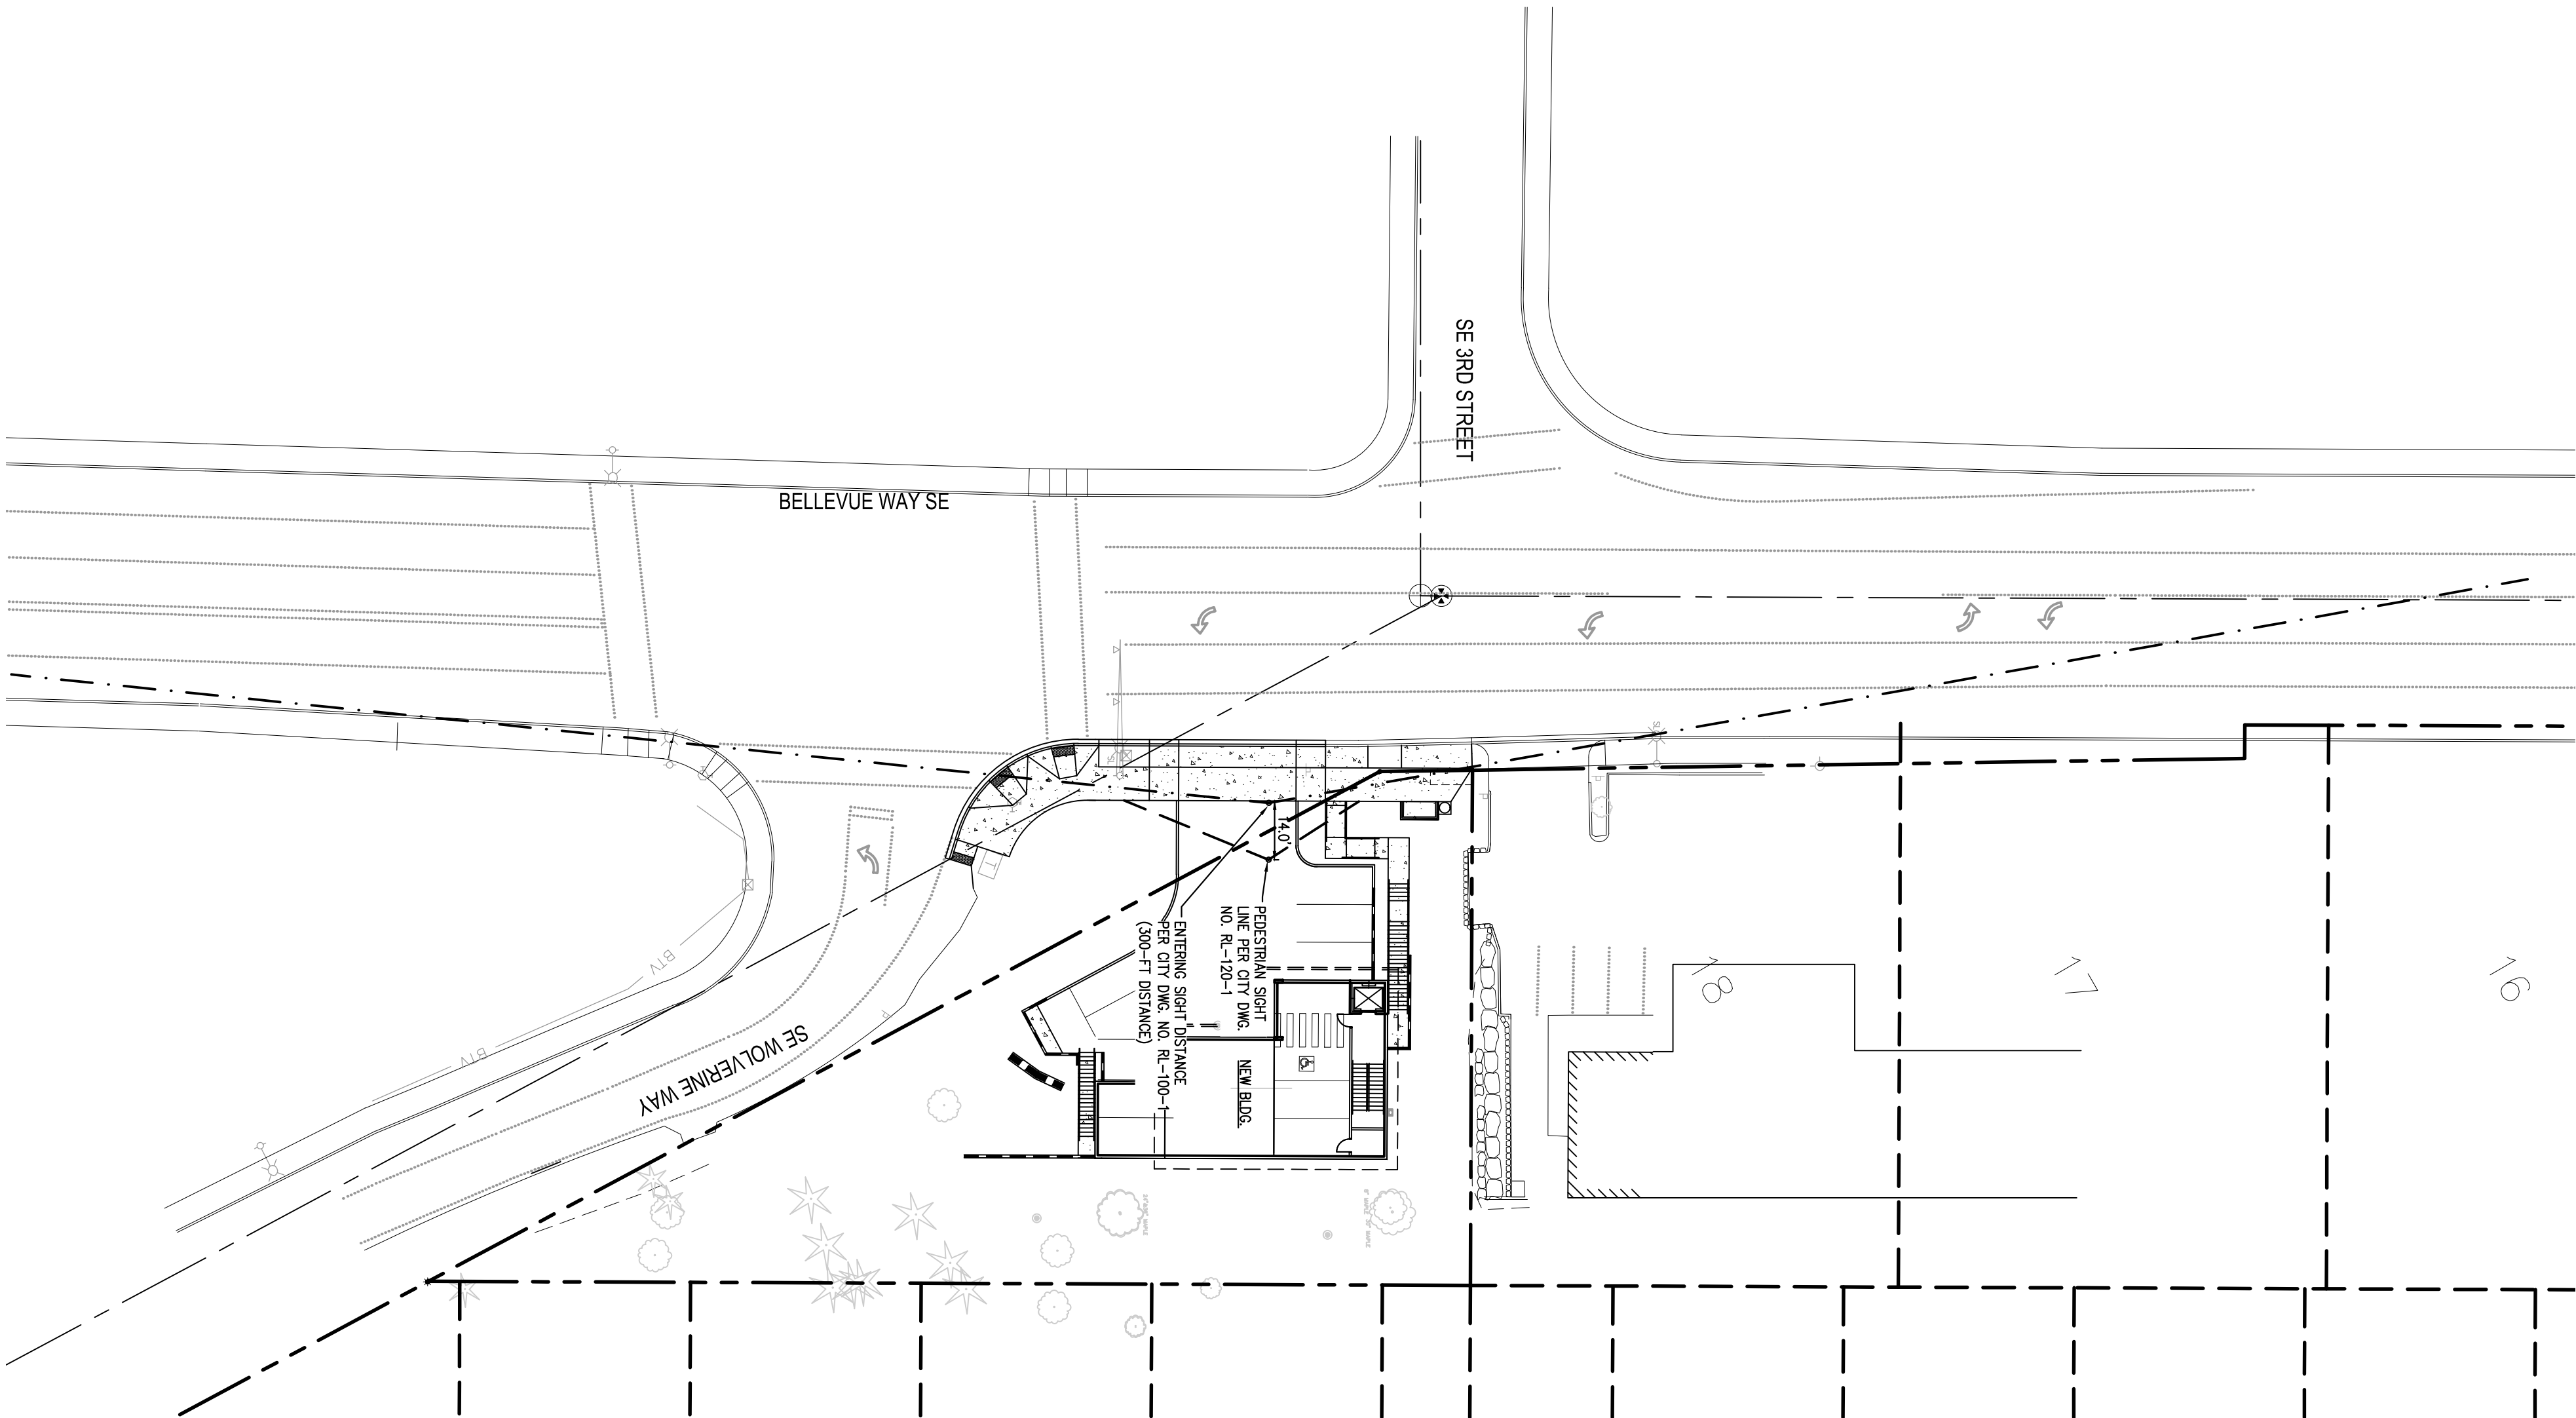 SE 3RD STREET
BELLEVUE WAY SE
14.0'
PEDESTRIAN SIGHT
LINE PER CITY DWG.
NO. RL-120-1
ENTERING SIGHT DISTANCE
PER CITY DWG. NO. RL-100-1
(300-FT DISTANCE)
NEW BLDG.
SE WOLVERINE WAY
BTV
BTV
18
17
16
T